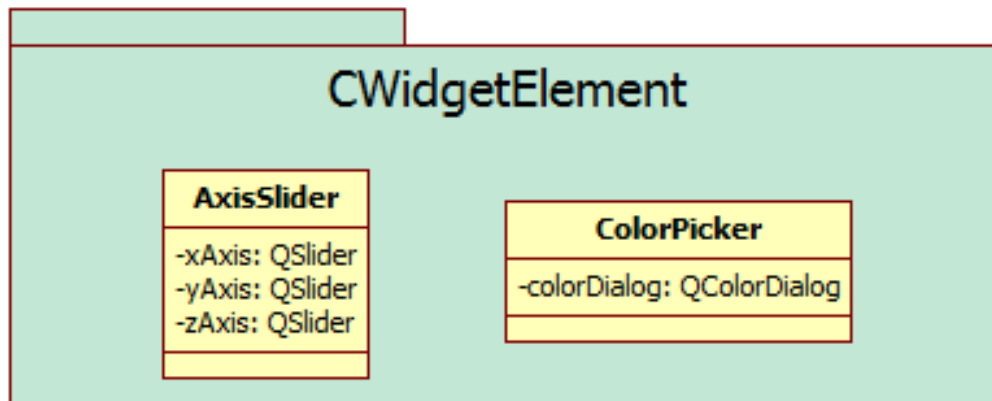 CWidgetElement
AxisSlider
-xAxis: QSlider
-yAxis: QSlider
-zAxis: QSlider
ColorPicker
-colorDialog: QColorDialog